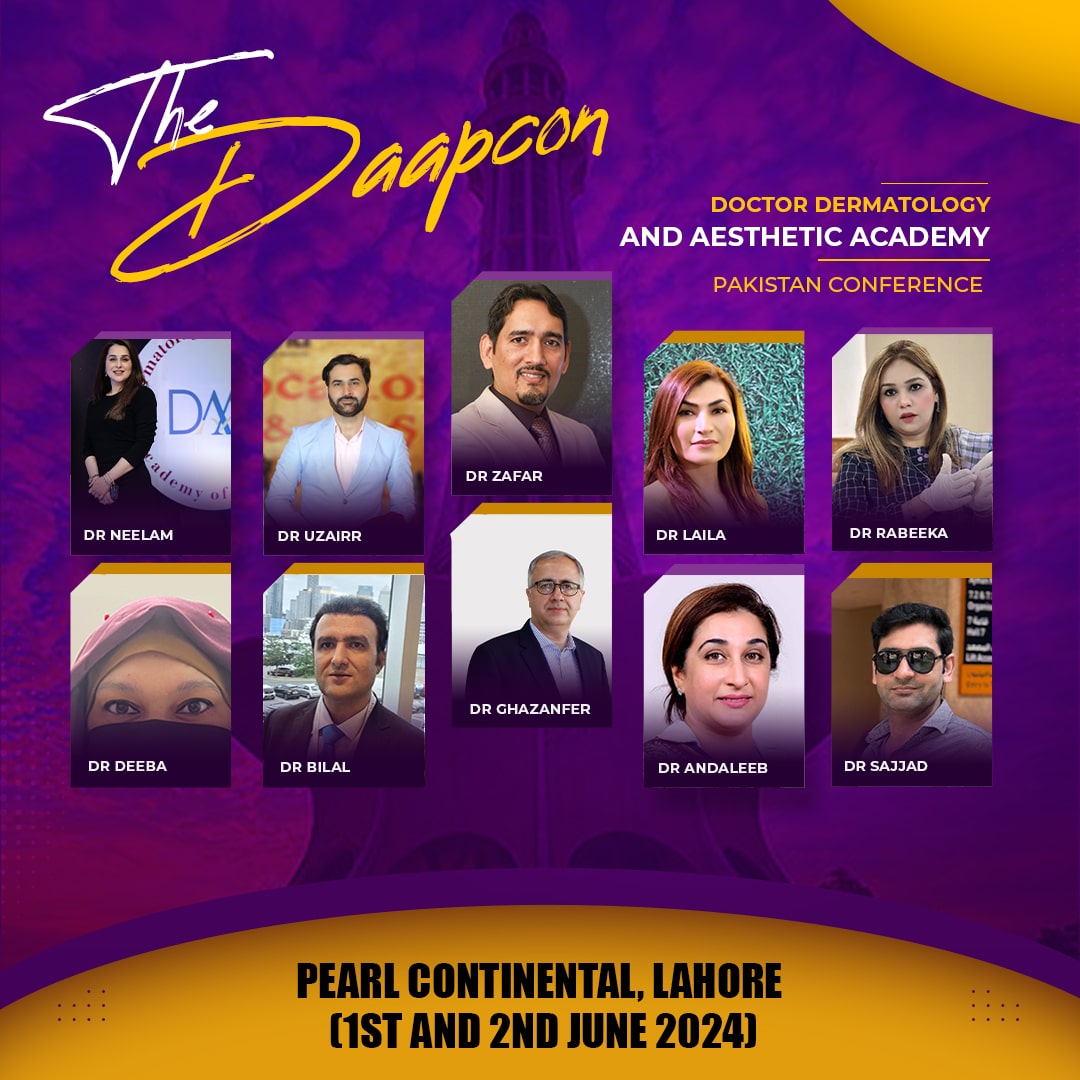 The
Daapcon
DOCTOR DERMATOLOGY
AND AESTHETIC ACADEMY
PAKISTAN CONFERENCE
DR NEELAM
DR UZAIRR
DR ZAFAR
DR LAILA
DR RABEEKA
DR DEEBA
DR BILAL
DR GHAZANFER
DR ANDALEEB
DR SAJJAD
PEARL CONTINENTAL, LAHORE
(1ST AND 2ND JUNE 2024)